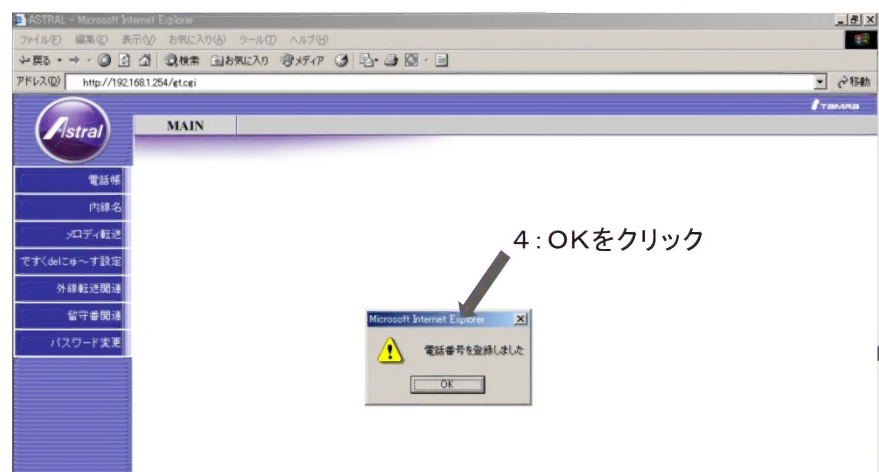 ASTRAL - Microsoft Internet Explorer
ファイル(F) 編集(E) 表示(V) お気に入り(A) ツール(T) ヘルプ(H)
戻る 検索 お気に入り メディア
アドレス(D) http://192.168.1.254/et.cgi 移動
TAMRA
Astral
MAIN
電話帳
内線名
メロディ転送
ですくdelにゅ～す設定
外線転送関連
留守番関連
パスワード変更
4:OKをクリック
Microsoft Internet Explorer
電話番号を登録しました
OK